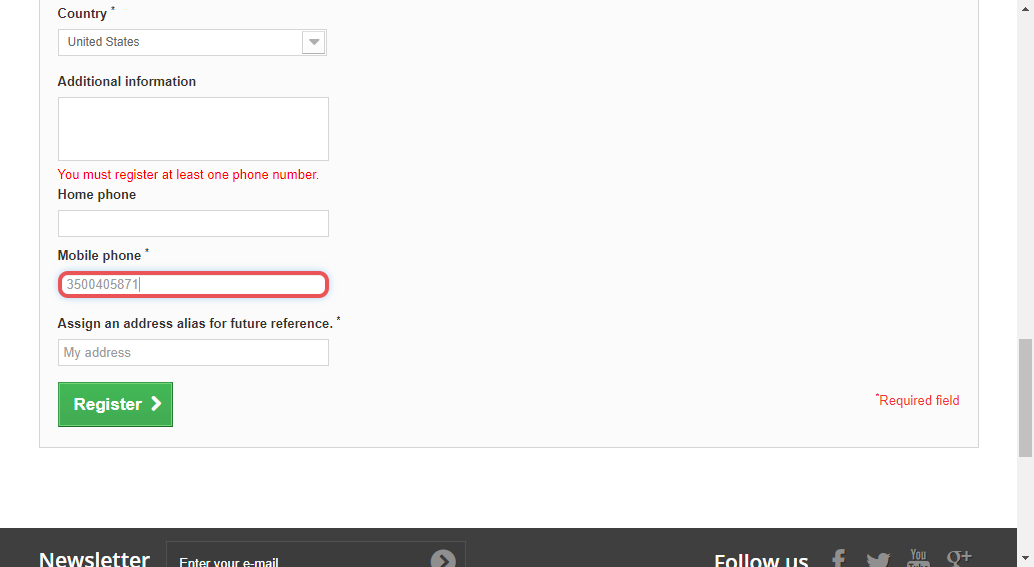 Country *
United States
Additional information
You must register at least one phone number.
Home phone
Mobile phone *
3500405871
Assign an address alias for future reference. *
My address
Register
*Required field
Newsletter
Enter your e-mail
Follow us
You
Tube
g+